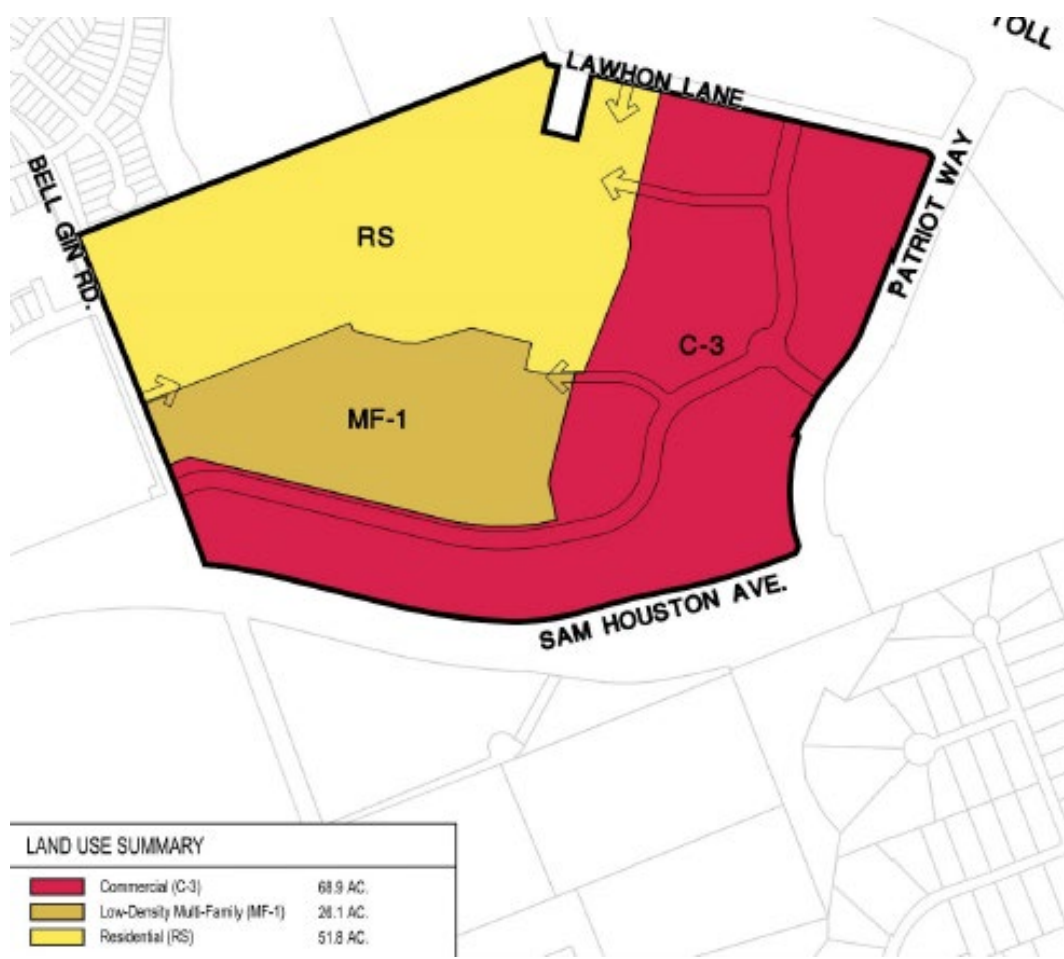 TOLL
LAWHON LANE
PATRIOT WAY
BELL GIN RD.
RS
C-3
MF-1
SAM HOUSTON AVE.
LAND USE SUMMARY
Commercial (C-3) 68.9 AC.
Low-Density Multi-Family (MF-1) 26.1 AC.
Residential (RS) 51.8 AC.